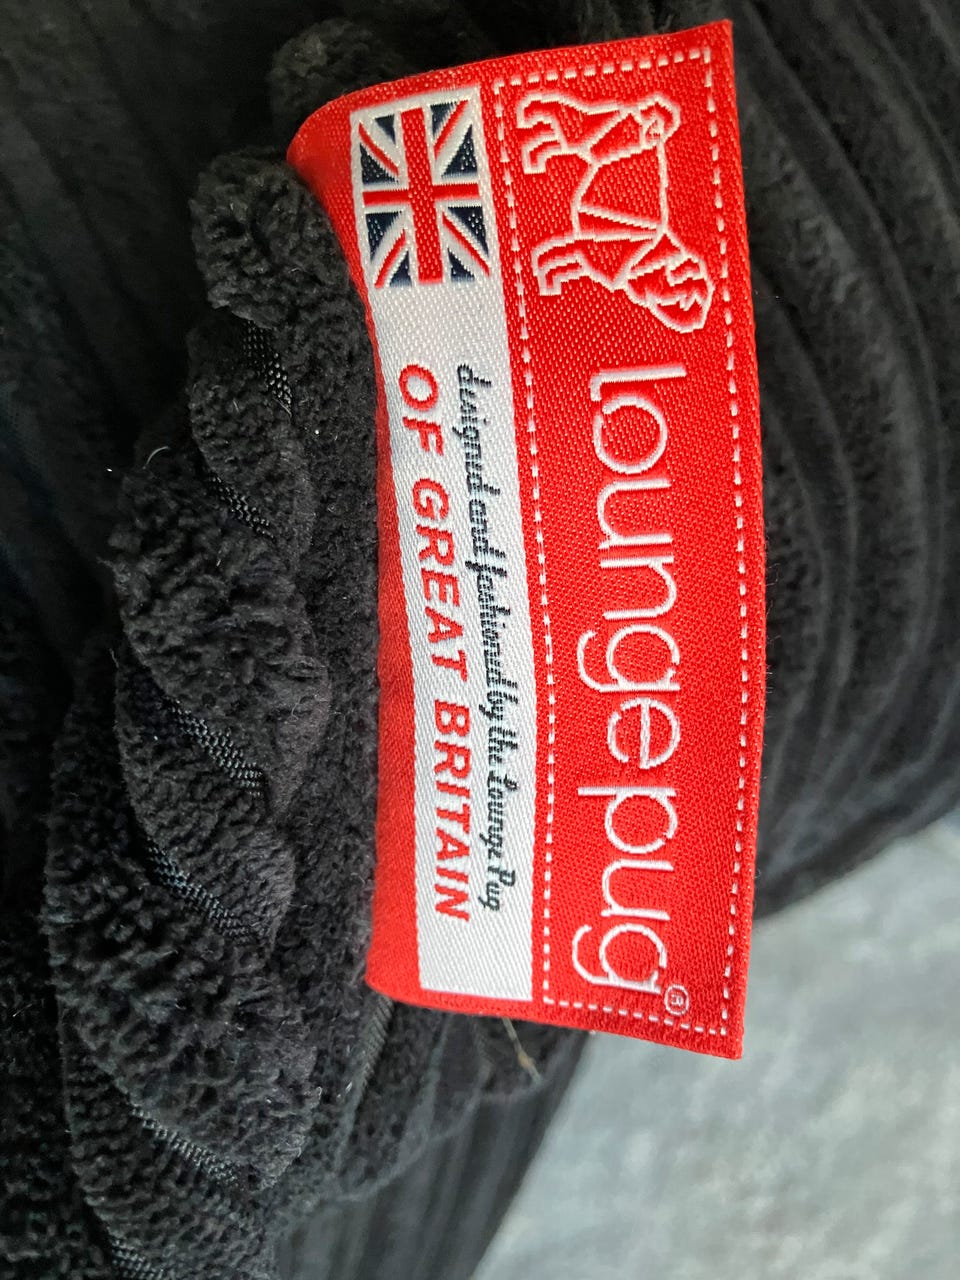 loungepug®
designed and fashioned by the Lounge Pug
OF GREAT BRITAIN